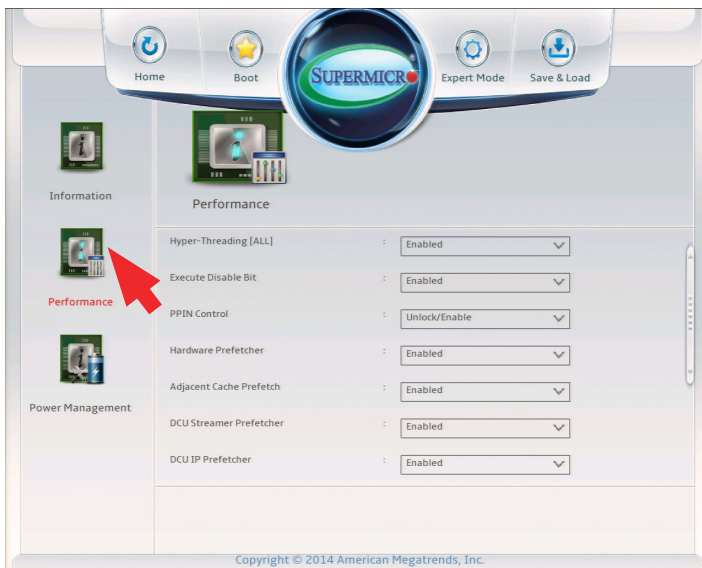 Home
Boot
SUPERMICRO
Expert Mode
Save & Load
Information
Performance
Power Management
Performance
Hyper-Threading [ALL] : Enabled
Execute Disable Bit : Enabled
PPIN Control : Unlock/Enable
Hardware Prefetcher : Enabled
Adjacent Cache Prefetch : Enabled
DCU Streamer Prefetcher : Enabled
DCU IP Prefetcher : Enabled
Copyright © 2014 American Megatrends, Inc.